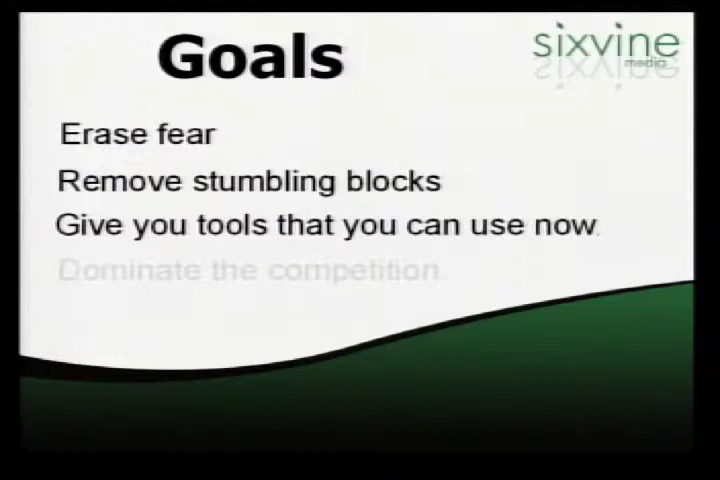 Goals
sixvine
media
Erase fear
Remove stumbling blocks
Give you tools that you can use now.
Dominate the competition